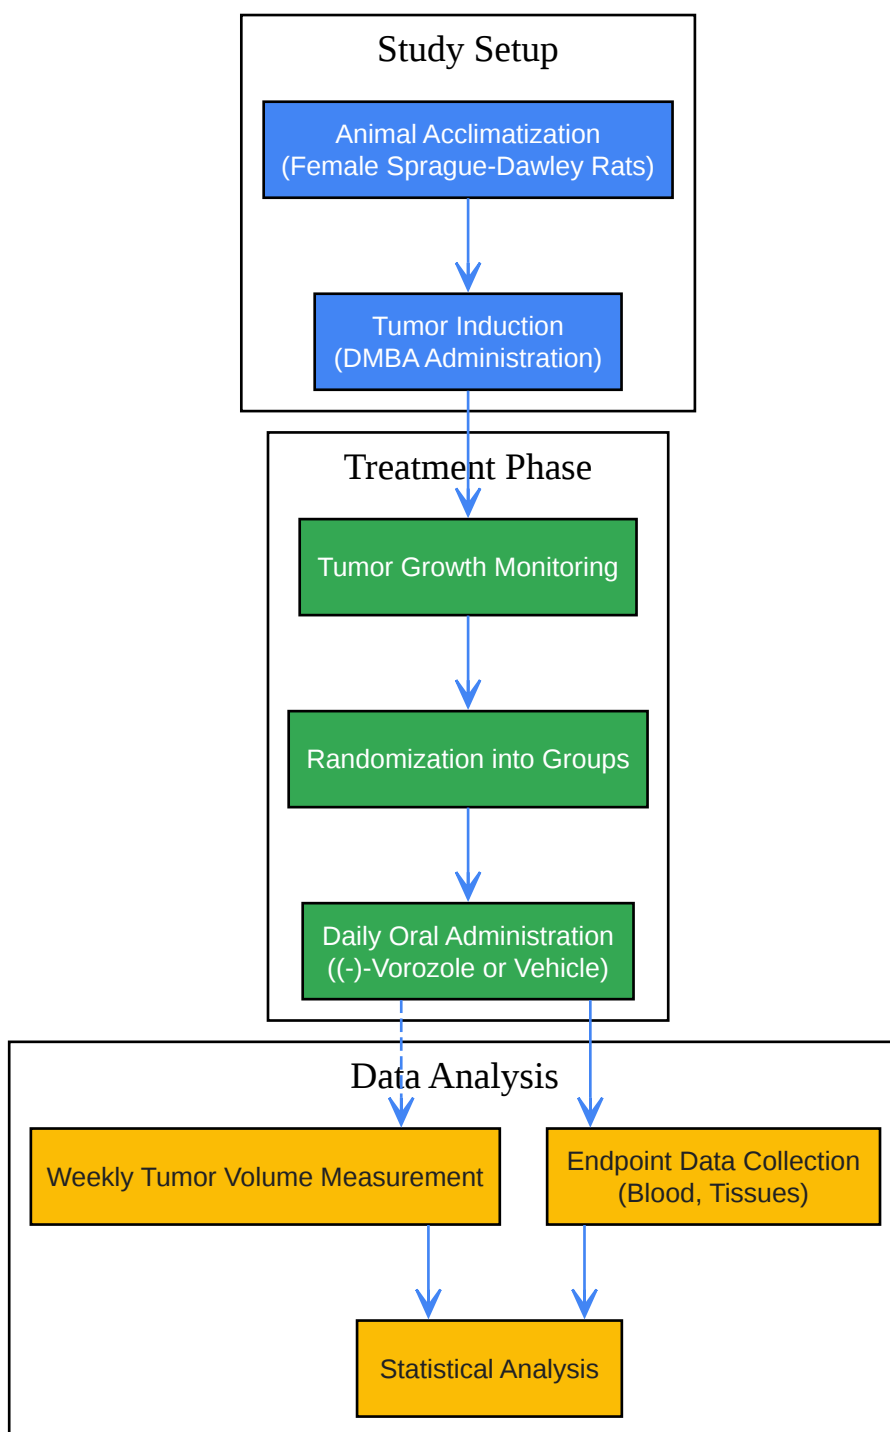 Study Setup
Animal Acclimatization
(Female Sprague-Dawley Rats)
Tumor Induction
(DMBA Administration)
Treatment Phase
Tumor Growth Monitoring
Randomization into Groups
Daily Oral Administration
((-)-Vorozole or Vehicle)
Data Analysis
Weekly Tumor Volume Measurement
Endpoint Data Collection
(Blood, Tissues)
Statistical Analysis